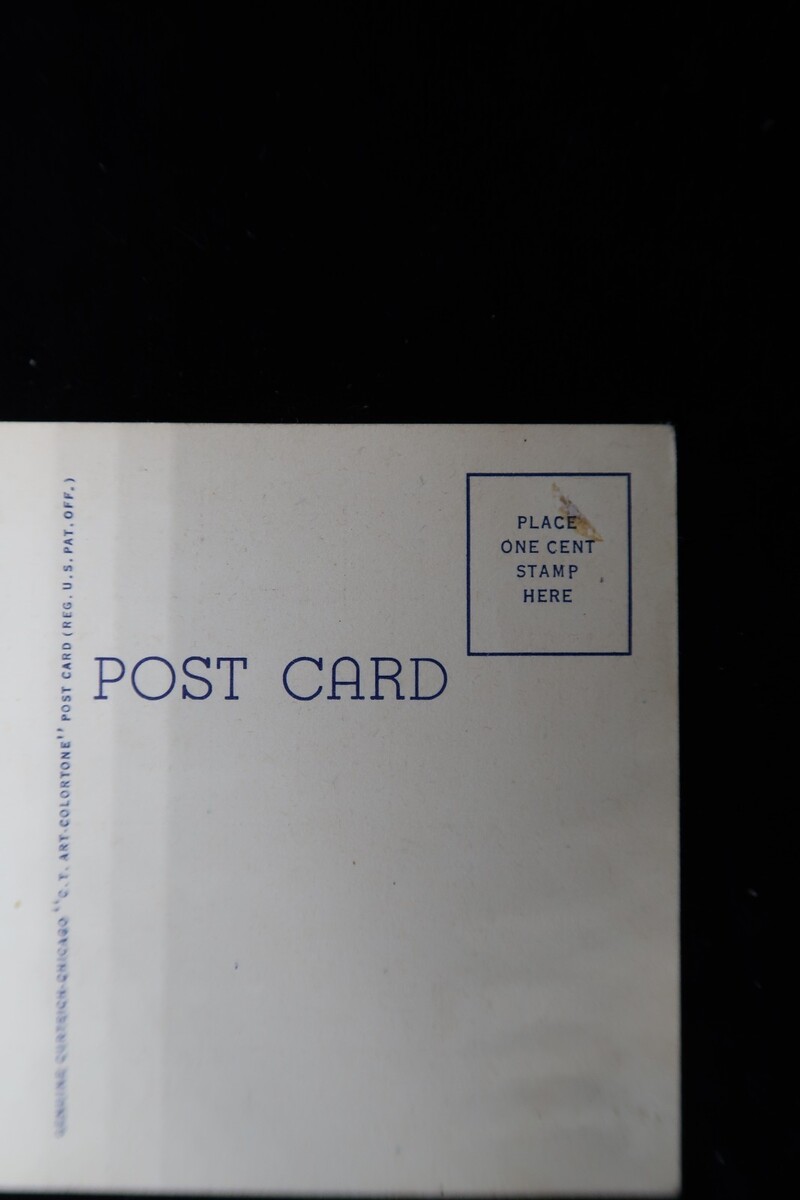 GENUINE CURTEICH-CHICAGO "C.T. ART-COLORTONE" POST CARD (REG. U.S. PAT. OFF.)
POST CARD
PLACE
ONE CENT
STAMP
HERE